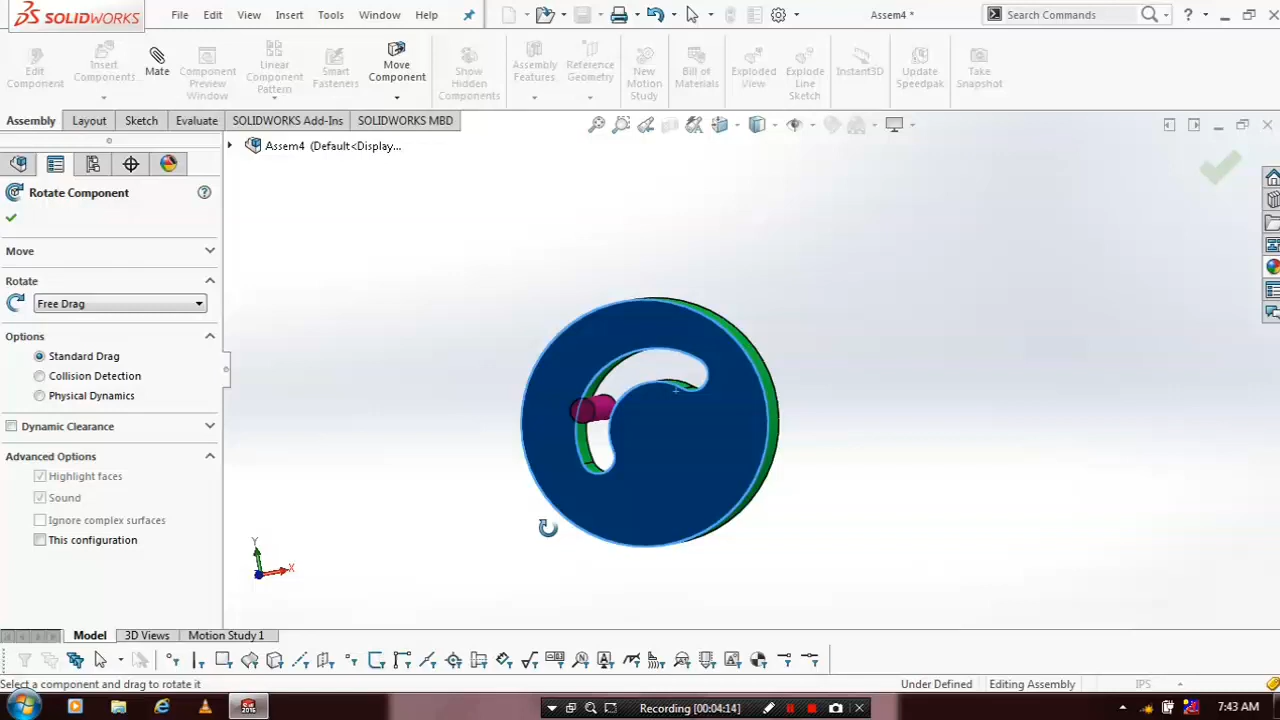 SOLIDWORKS
File Edit View Insert Tools Window Help
Assem4 *
Search Commands
Edit Component
Insert Components
Mate
Component Preview Window
Linear Component Pattern
Smart Fasteners
Move Component
Show Hidden Components
Assembly Features
Reference Geometry
New Motion Study
Bill of Materials
Exploded View
Explode Line Sketch
Instant3D
Update Speedpak
Take Snapshot
Assembly Layout Sketch Evaluate SOLIDWORKS Add-Ins SOLIDWORKS MBD
Assem4 (Default<Display...
Rotate Component
Move
Rotate
Free Drag
Options
Standard Drag
Collision Detection
Physical Dynamics
Dynamic Clearance
Advanced Options
Highlight faces
Sound
Ignore complex surfaces
This configuration
Y
X
Model 3D Views Motion Study 1
Select a component and drag to rotate it
Under Defined Editing Assembly IPS
Recording [00:04:14]
7:43 AM